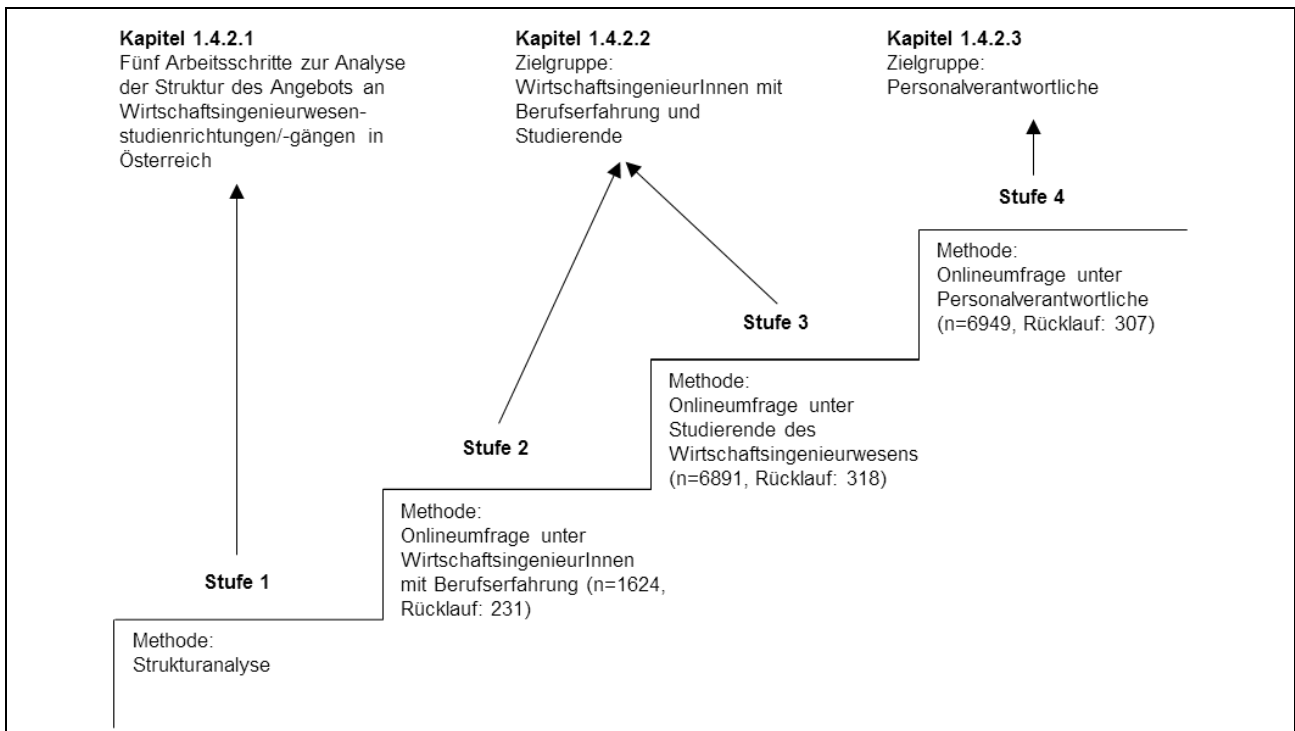 Kapitel 1.4.2.1
Fünf Arbeitsschritte zur Analyse
der Struktur des Angebots an
Wirtschaftsingenieurwesen-
studienrichtungen/-gängen in
Österreich
Kapitel 1.4.2.2
Zielgruppe:
WirtschaftsingenieurInnen mit
Berufserfahrung und
Studierende
Kapitel 1.4.2.3
Zielgruppe:
Personalverantwortliche
Stufe 1
Methode:
Strukturanalyse
Stufe 2
Methode:
Onlineumfrage unter
WirtschaftsingenieurInnen
mit Berufserfahrung (n=1624,
Rücklauf: 231)
Stufe 3
Methode:
Onlineumfrage unter
Studierende des
Wirtschaftsingenieurwesens
(n=6891, Rücklauf: 318)
Stufe 4
Methode:
Onlineumfrage unter
Personalverantwortliche
(n=6949, Rücklauf: 307)